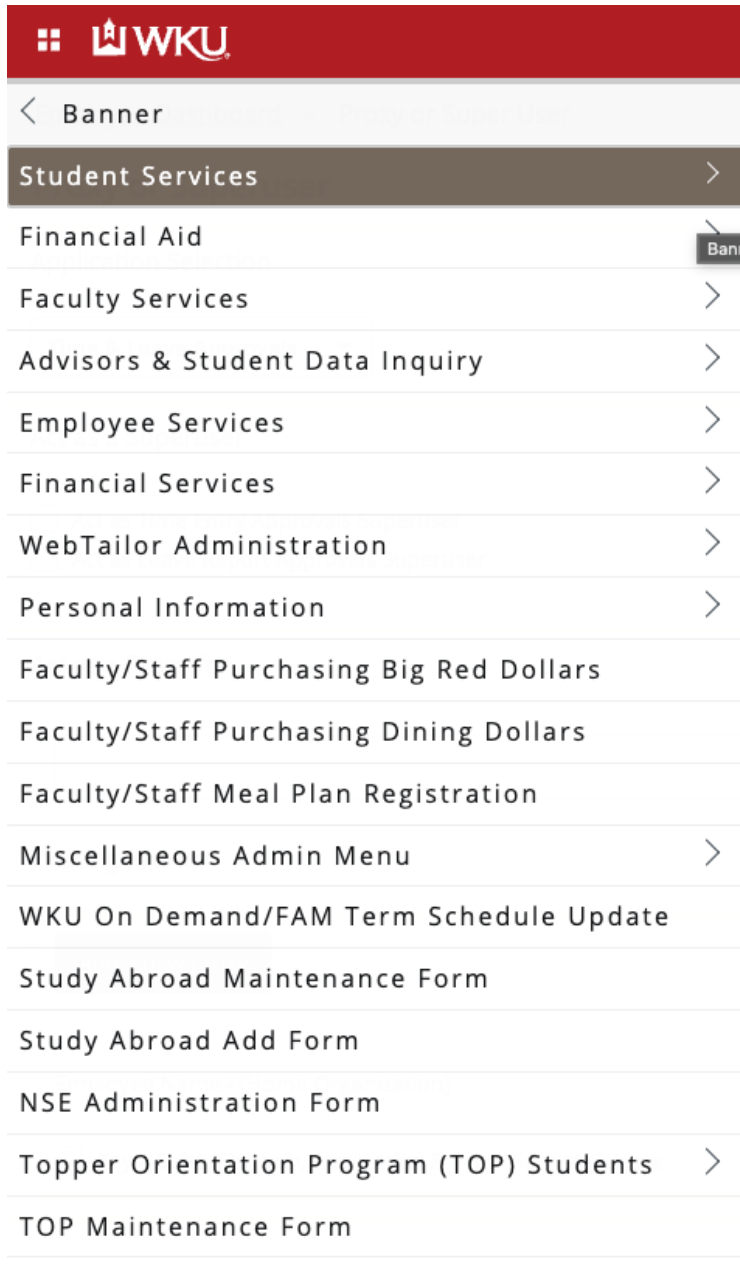 WKU
Banner
Student Services
Financial Aid
Faculty Services
Advisors & Student Data Inquiry
Employee Services
Financial Services
WebTailor Administration
Personal Information
Faculty/Staff Purchasing Big Red Dollars
Faculty/Staff Purchasing Dining Dollars
Faculty/Staff Meal Plan Registration
Miscellaneous Admin Menu
WKU On Demand/FAM Term Schedule Update
Study Abroad Maintenance Form
Study Abroad Add Form
NSE Administration Form
Topper Orientation Program (TOP) Students
TOP Maintenance Form